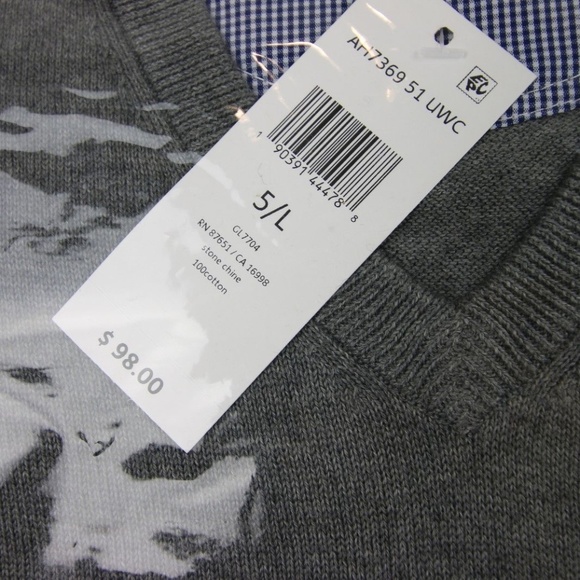 AH7369 51 UWC
EPC
1 90391 44478 8
5/L
GL7704
RN 87651 / CA 16998
stone chine
100cotton
$ 98.00